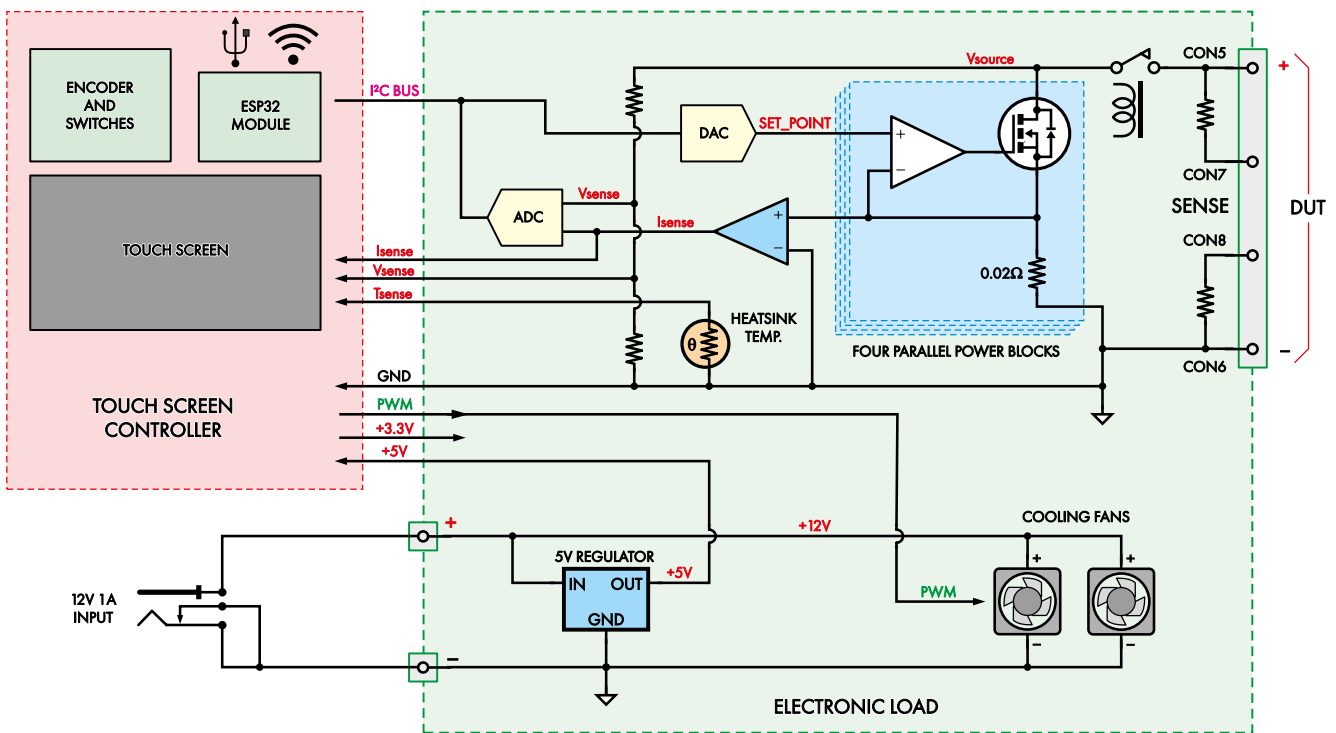 ENCODER
AND
SWITCHES
ESP32
MODULE
TOUCH SCREEN
TOUCH SCREEN
CONTROLLER
I²C BUS
DAC
SET_POINT
Vsource
+
−
CON5
+
CON7
SENSE
DUT
CON8
−
CON6
ADC
Vsense
Isense
+
−
0.02Ω
Isense
Vsense
Tsense
θ
HEATSINK
TEMP.
FOUR PARALLEL POWER BLOCKS
GND
PWM
+3.3V
+5V
+
+12V
COOLING FANS
5V REGULATOR
IN
OUT
GND
+5V
12V 1A
INPUT
PWM
+
+
−
−
−
ELECTRONIC LOAD